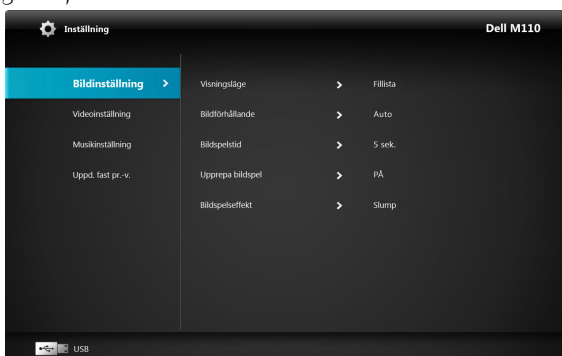 Inställning Dell M110
Bildinställning > Visningsläge > Fillista
Videoinställning Bildförhållande > Auto
Musikinställning Bildspelstid > 5 sek.
Uppd. fast pr.-v. Upprepa bildspel > PÅ
Bildspelseffekt > Slump
USB